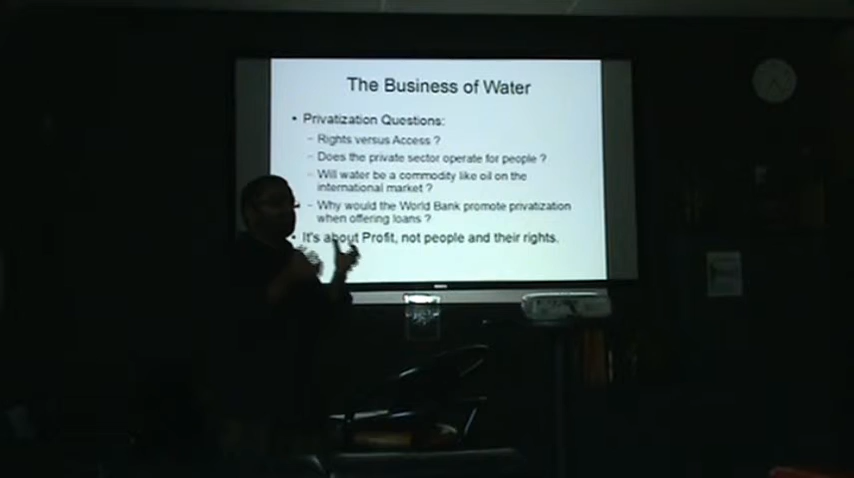 The Business of Water
• Privatization Questions:
– Rights versus Access ?
– Does the private sector operate for people ?
– Will water be a commodity like oil on the
international market ?
– Why would the World Bank promote privatization
when offering loans ?
• It's about Profit, not people and their rights.